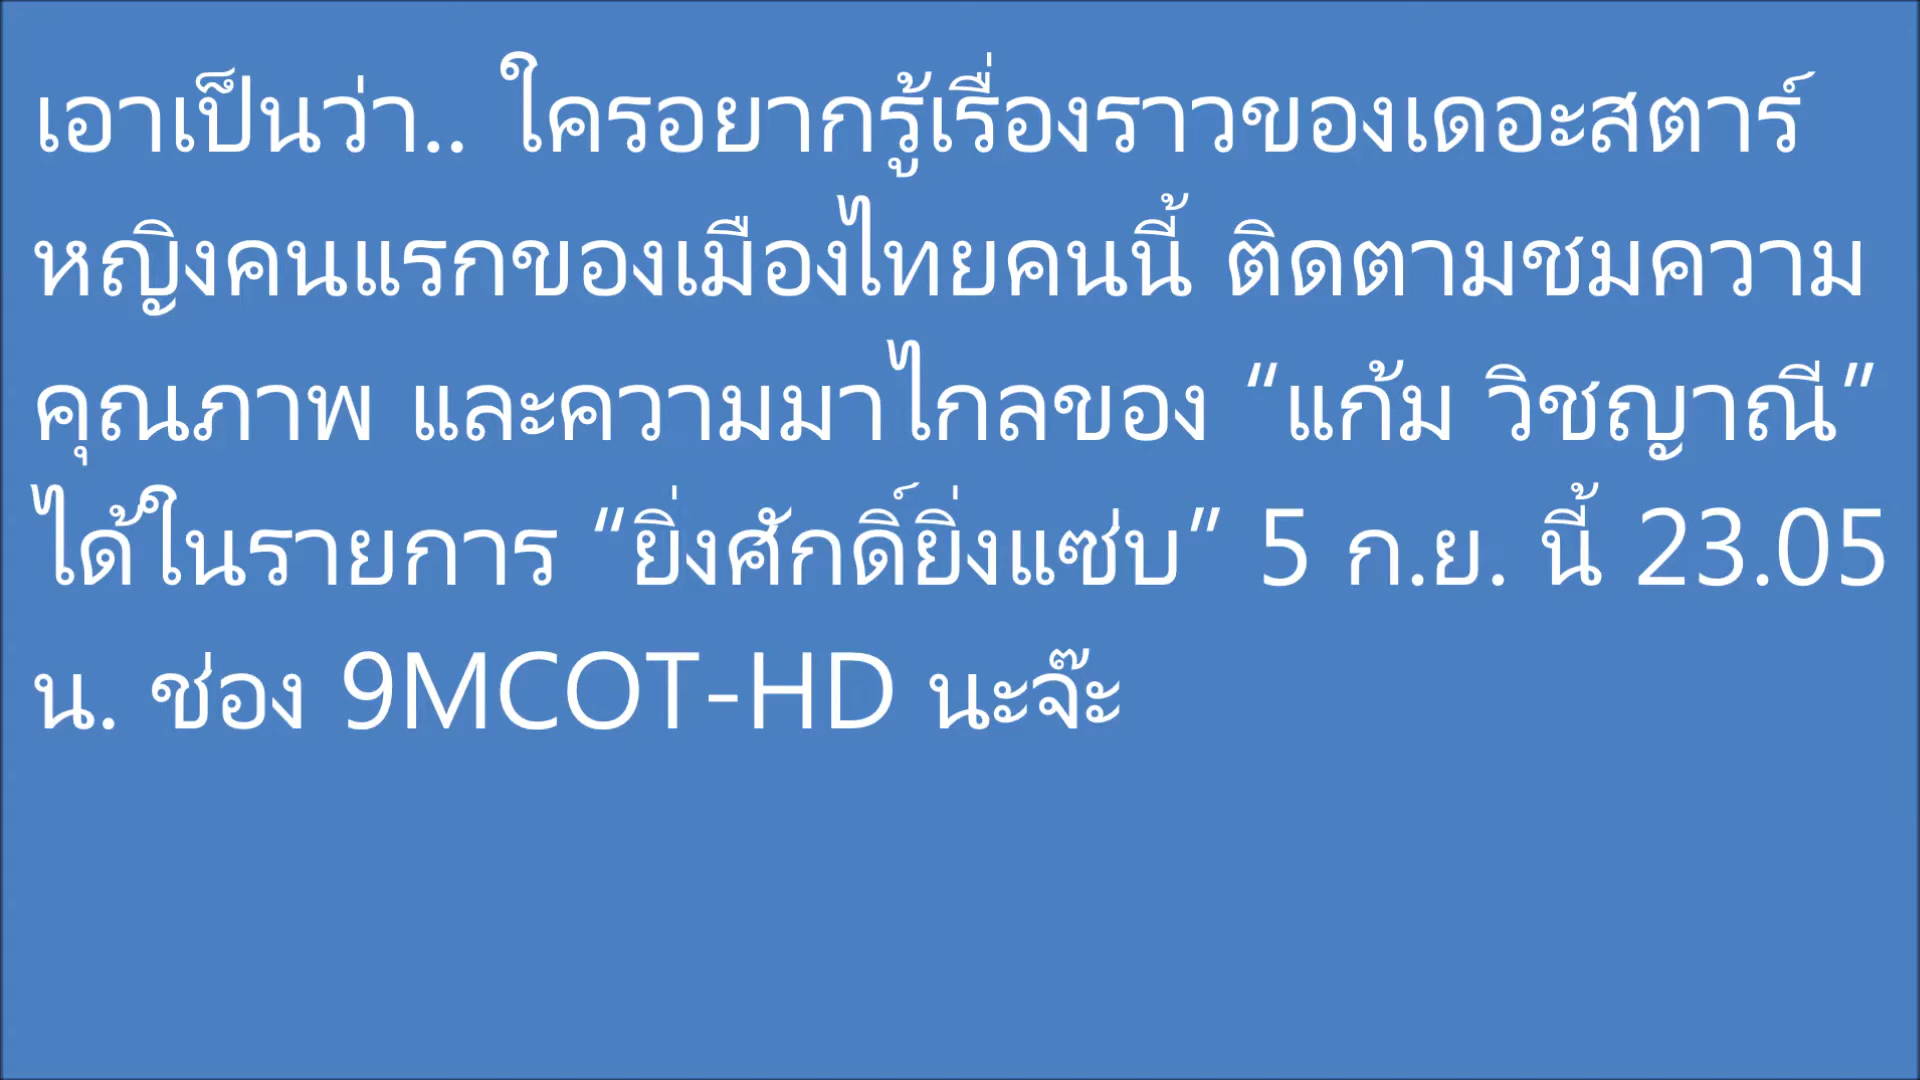 เอาเป็นว่า.. ใครอยากรู้เรื่องราวของเดอะสตาร์
หญิงคนแรกของเมืองไทยคนนี้ ติดตามชมความ
คุณภาพ และความมาไกลของ “แก้ม วิชญาณี”
ได้ในรายการ “ยิ่งศักดิ์ยิ่งแซ่บ” 5 ก.ย. นี้ 23.05
น. ช่อง 9MCOT-HD นะจ๊ะ